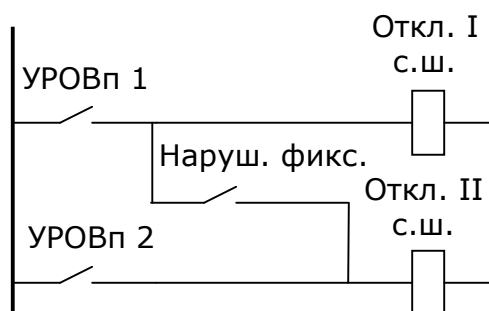 Откл. I
с.ш.
УРОВп 1
Наруш. фикс.
Откл. II
с.ш.
УРОВп 2